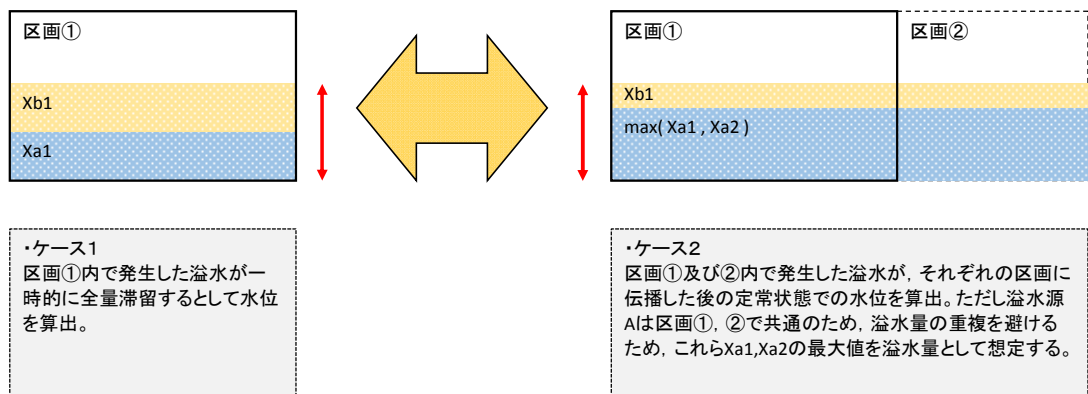 区画①
Xb1
Xa1
区画①
区画②
Xb1
max( Xa1 , Xa2 )
・ケース1
区画①内で発生した溢水が一
時的に全量滞留するとして水位
を算出。
・ケース2
区画①及び②内で発生した溢水が，それぞれの区画に
伝播した後の定常状態での水位を算出。ただし溢水源
Aは区画①，②で共通のため，溢水量の重複を避ける
ため，これらXa1,Xa2の最大値を溢水量として想定する。